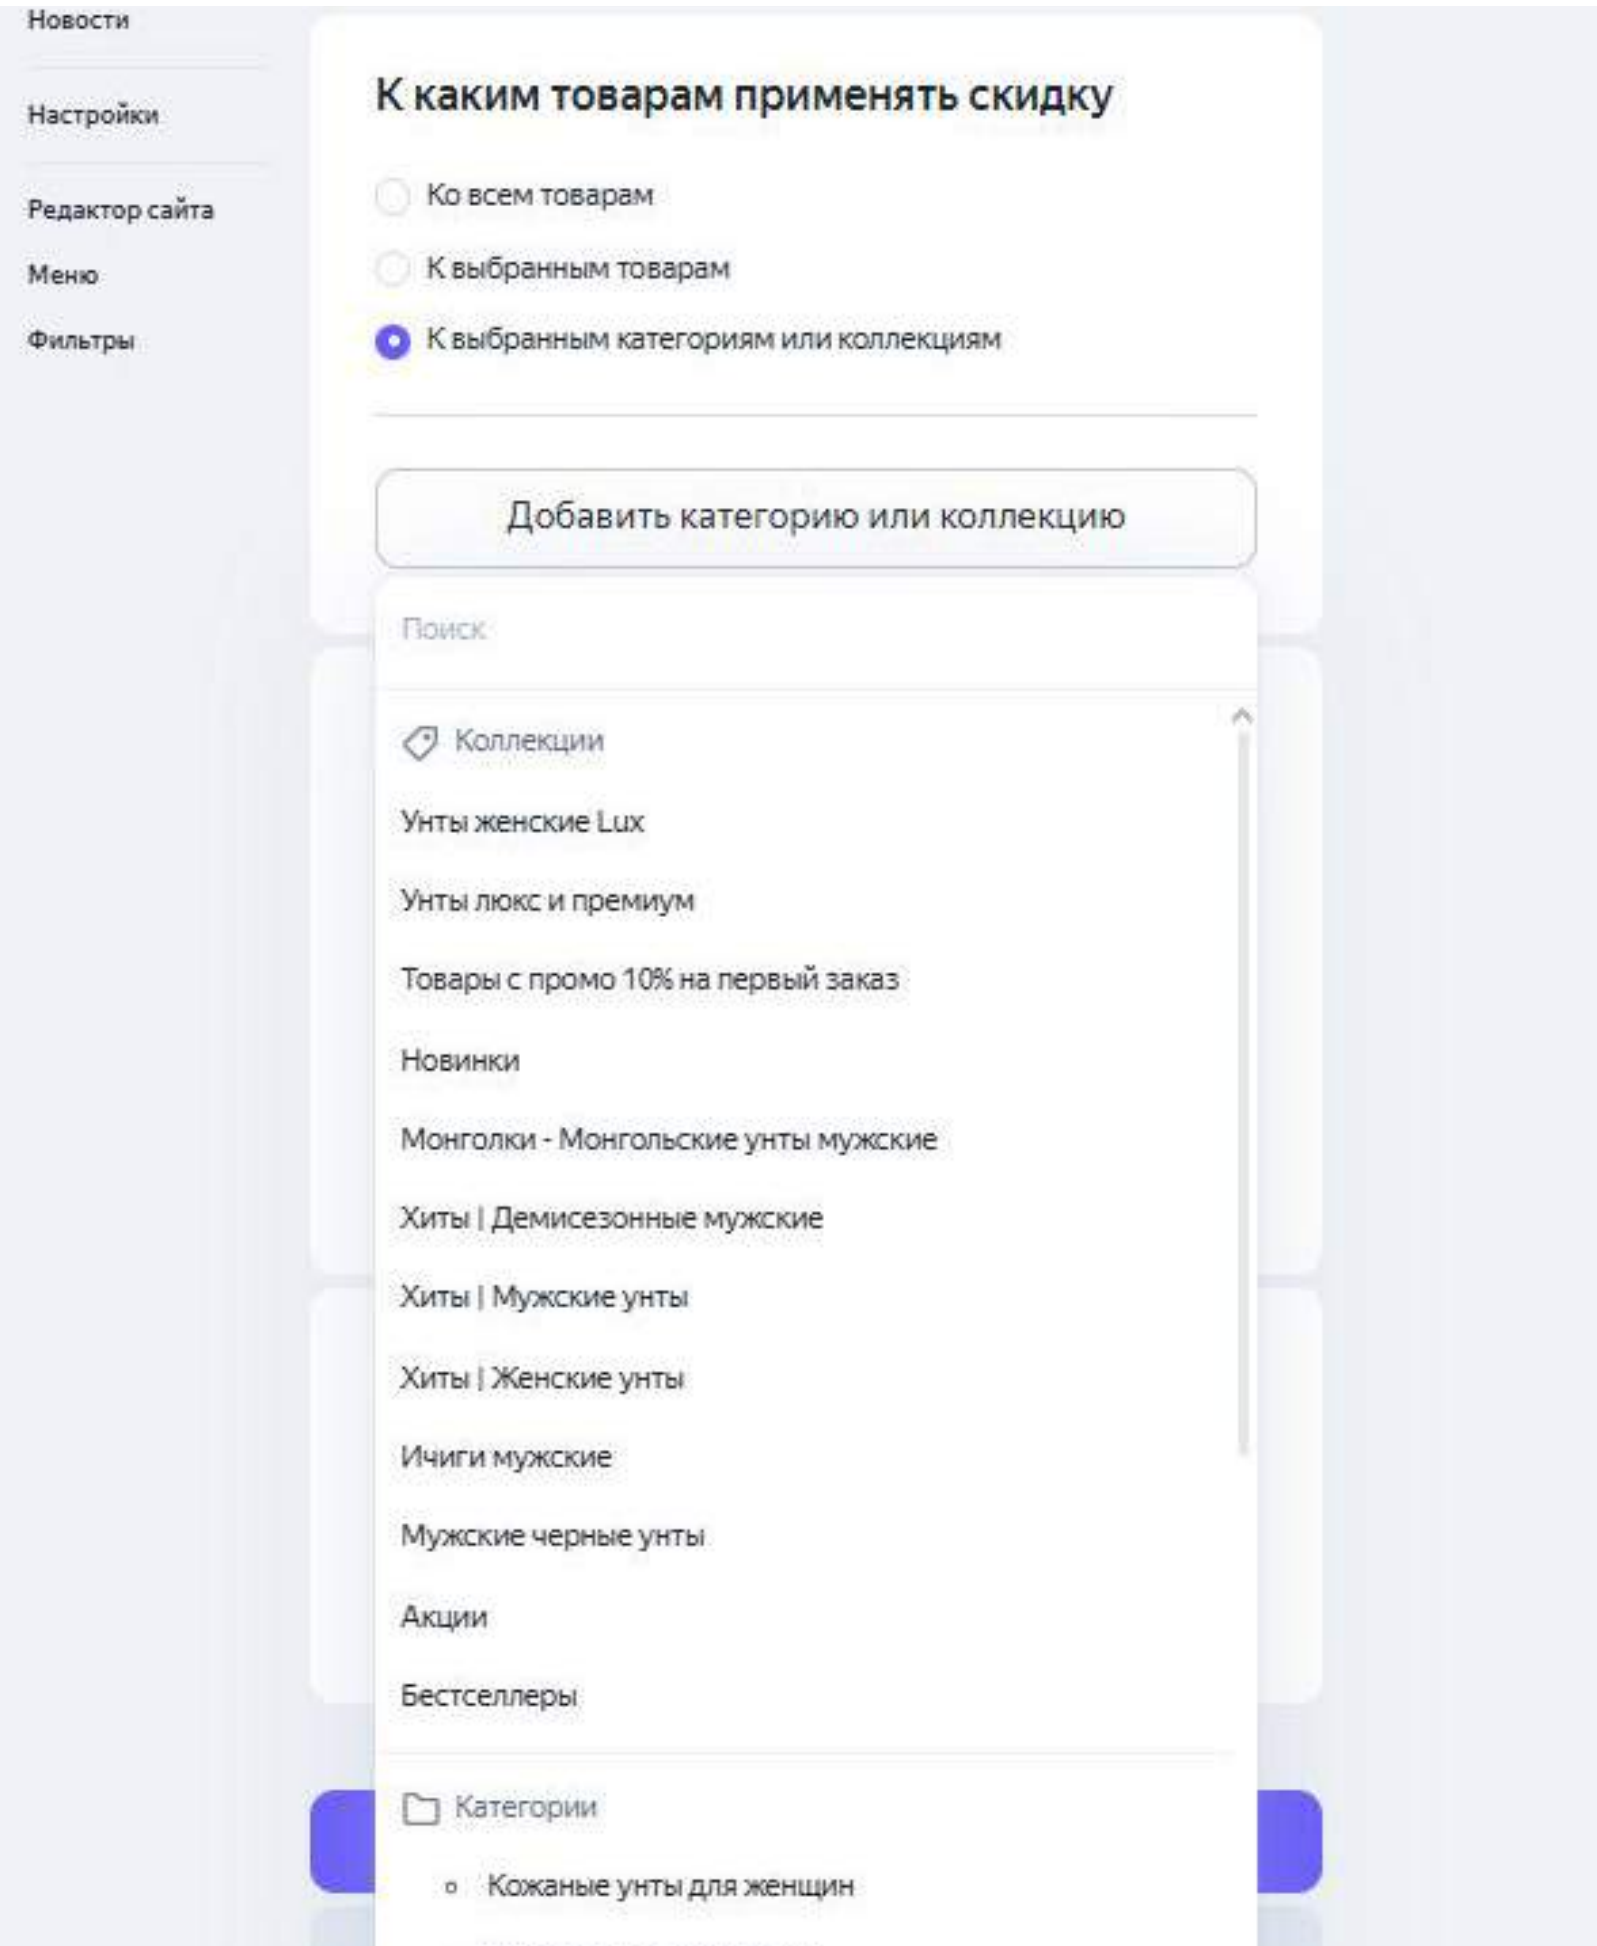 Новости
Настройки
Редактор сайта
Меню
Фильтры
К каким товарам применять скидку
Ко всем товарам
К выбранным товарам
К выбранным категориям или коллекциям
Добавить категорию или коллекцию
Поиск
Коллекции
Унты женские Lux
Унты люкс и премиум
Товары с промо 10% на первый заказ
Новинки
Монголки - Монгольские унты мужские
Хиты | Демисезонные мужские
Хиты | Мужские унты
Хиты | Женские унты
Ичиги мужские
Мужские черные унты
Акции
Бестселлеры
Категории
Кожаные унты для женщин